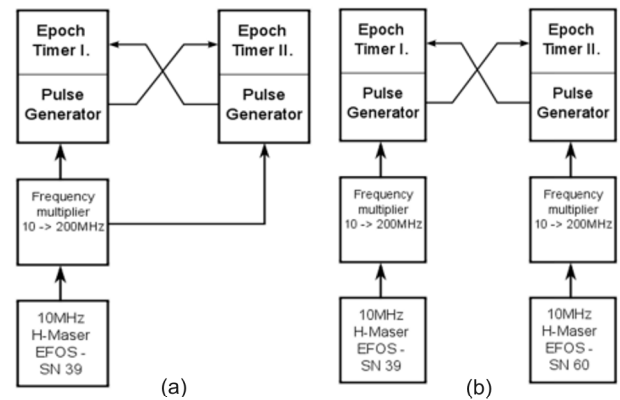 Epoch
Timer I.
Pulse
Generator
Epoch
Timer II.
Pulse
Generator
Frequency
multiplier
10 -> 200MHz
10MHz
H-Maser
EFOS -
SN 39
(a)
Epoch
Timer I.
Pulse
Generator
Epoch
Timer II.
Pulse
Generator
Frequency
multiplier
10 -> 200MHz
Frequency
multiplier
10 -> 200MHz
10MHz
H-Maser
EFOS -
SN 39
10MHz
H-Maser
EFOS -
SN 60
(b)